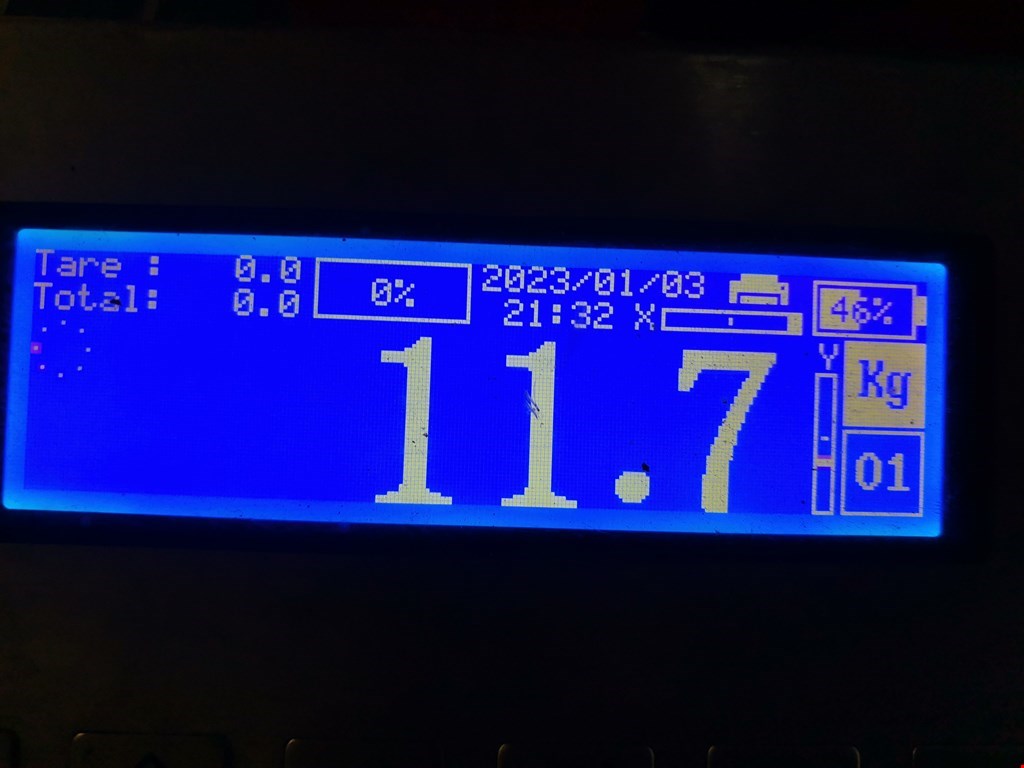 Tare : 0.0 0% 2023/01/03 46%
Total: 0.0 21:32 X
Y Kg
11.7
01